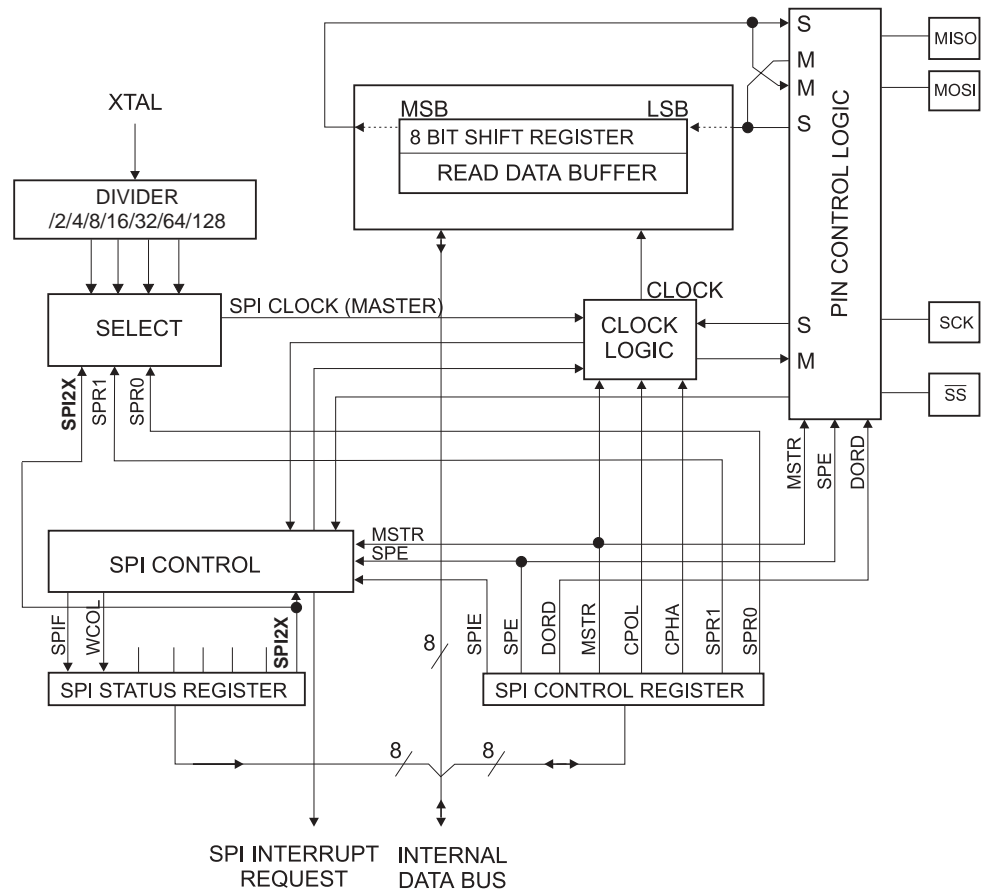 S
MISO
M
M
MOSI
XTAL
MSB
LSB
S
8 BIT SHIFT REGISTER
READ DATA BUFFER
DIVIDER
/2/4/8/16/32/64/128
PIN CONTROL LOGIC
SPI CLOCK (MASTER)
CLOCK
SELECT
CLOCK
LOGIC
S
M
SCK
SS
SPI2X
SPR1
SPR0
MSTR
SPE
DORD
MSTR
SPE
SPI CONTROL
SPIF
WCOL
SPI2X
8
SPIE
SPE
DORD
MSTR
CPOL
CPHA
SPR1
SPR0
SPI STATUS REGISTER
SPI CONTROL REGISTER
8
8
SPI INTERRUPT
REQUEST
INTERNAL
DATA BUS